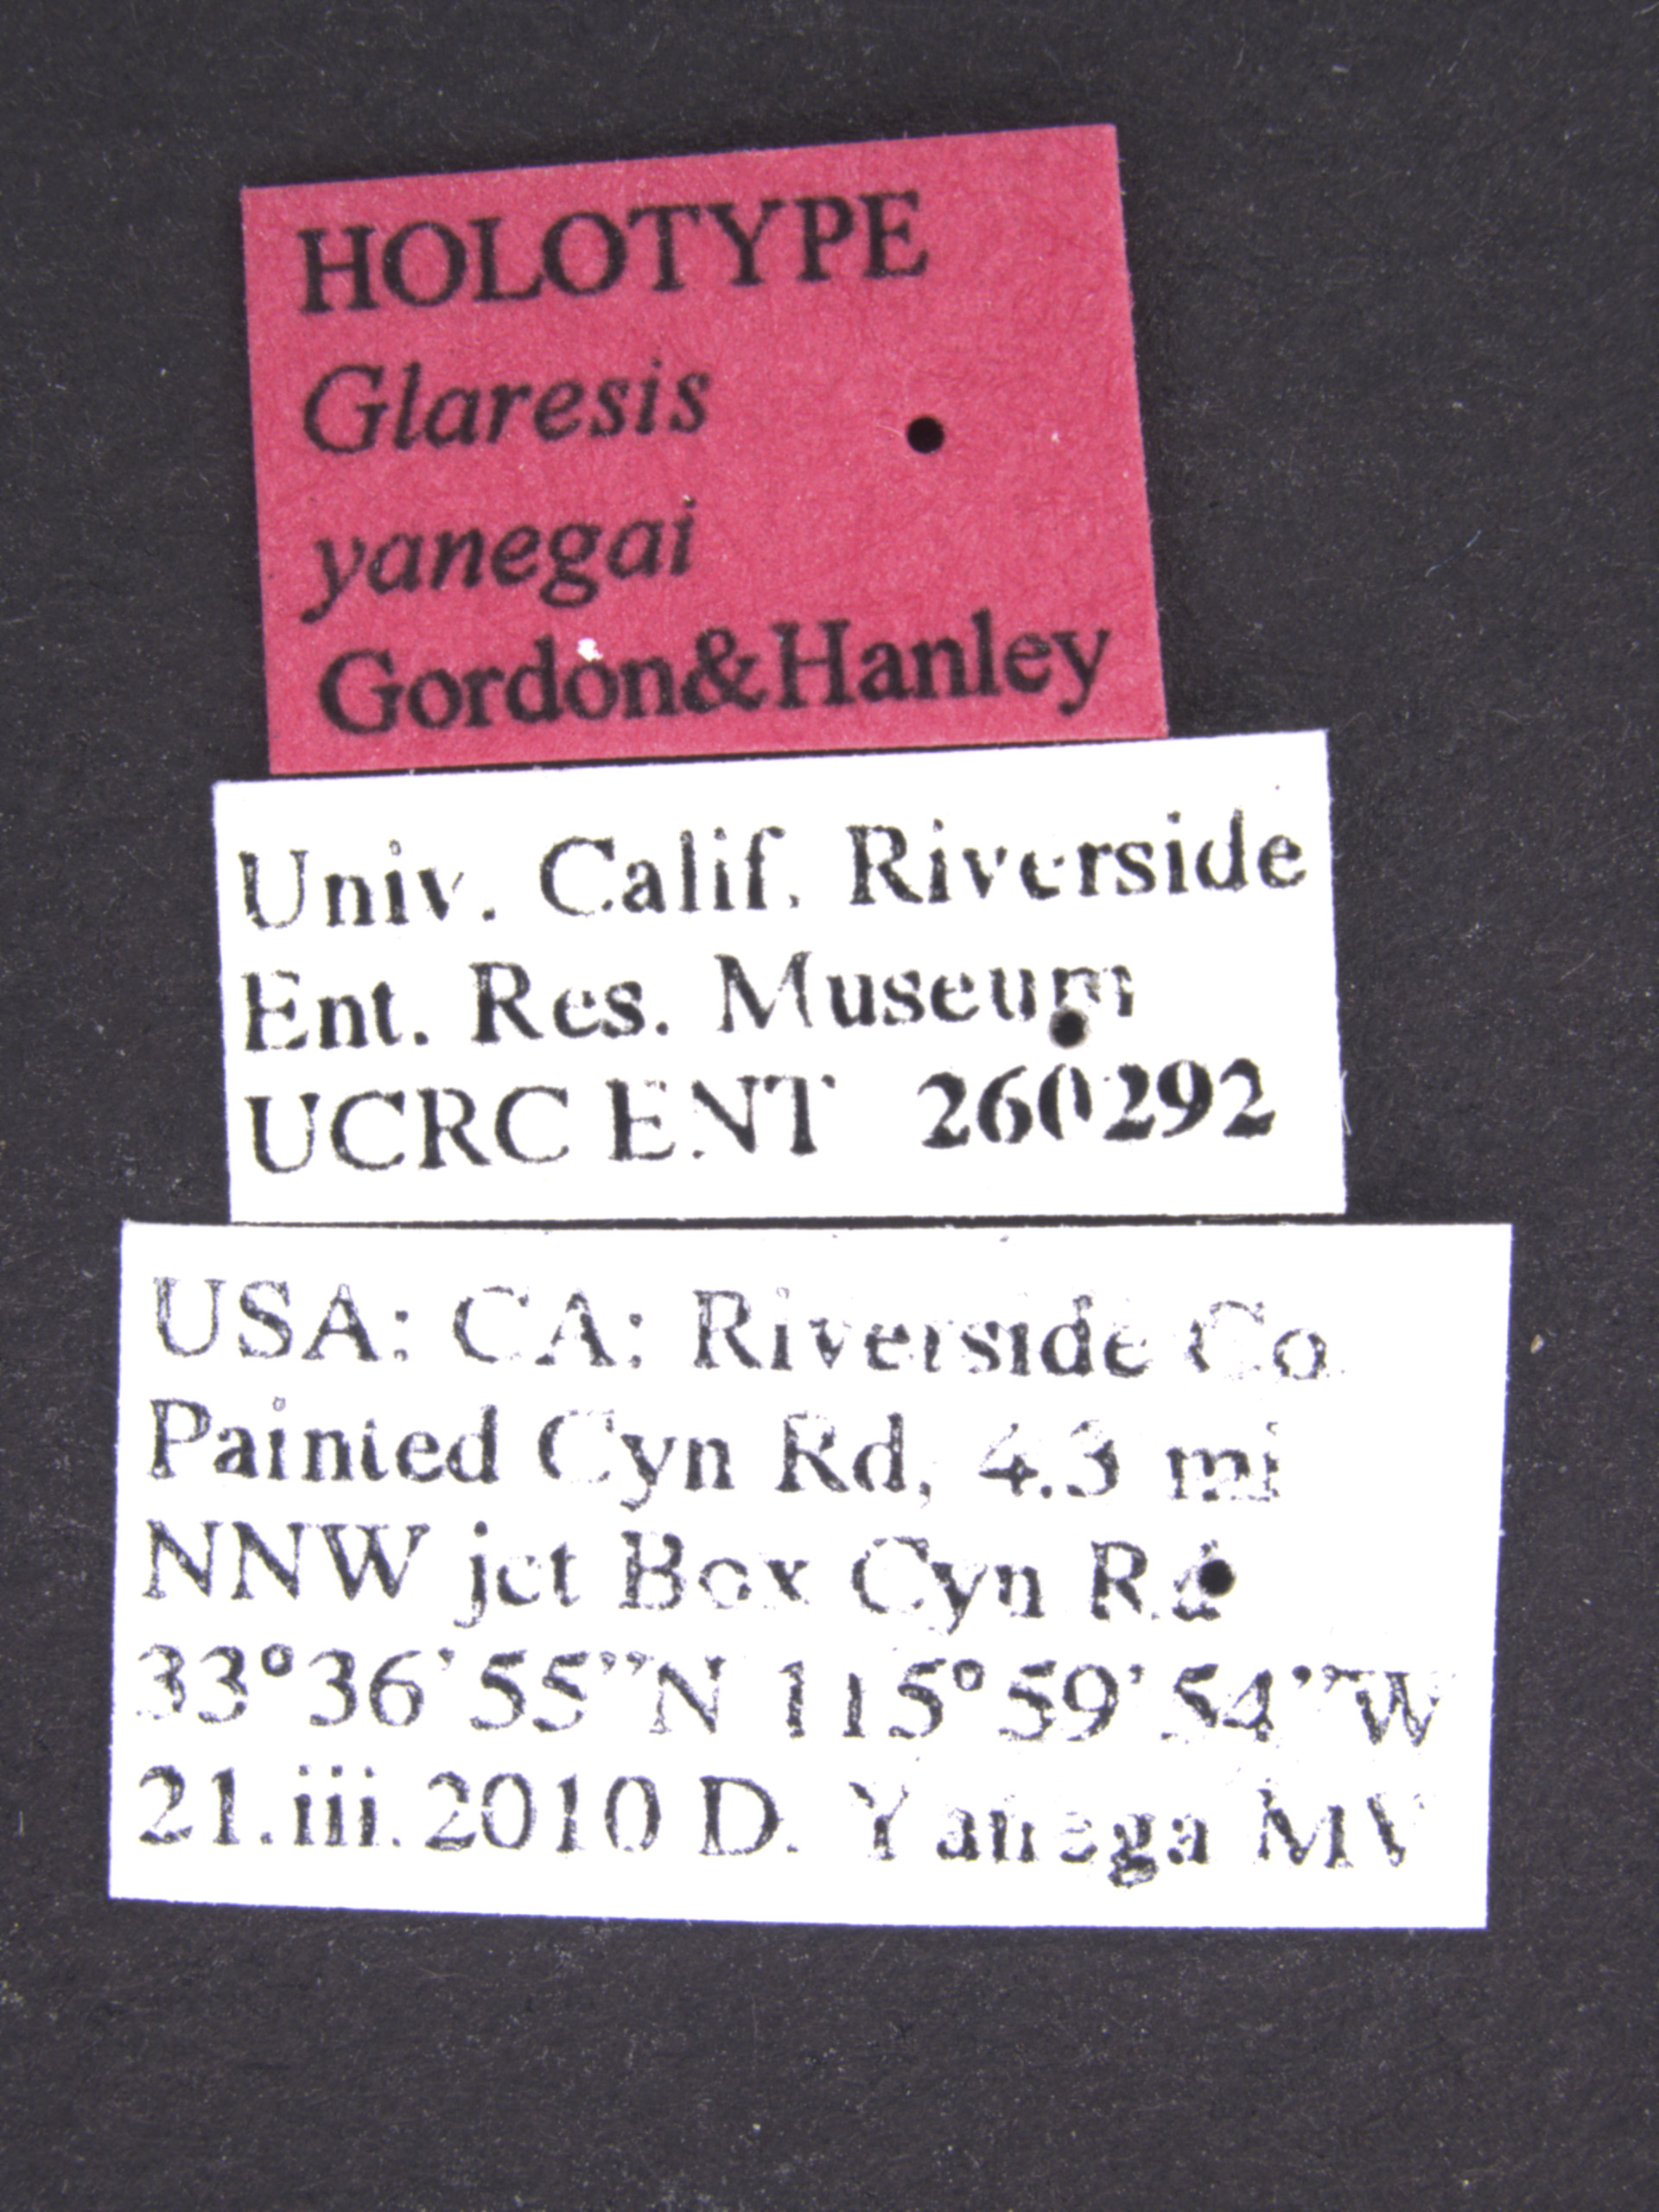 HOLOTYPE
Glaresis
yanegai
Gordon&Hanley
Univ. Calif. Riverside
Ent. Res. Museum
UCRC ENT 260292
USA: CA: Riverside Co
Painted Cyn Rd, 4.3 mi
NNW jct Box Cyn Rd
33°36’55”N 115°59’54”W
21.iii.2010 D. Yanega MV